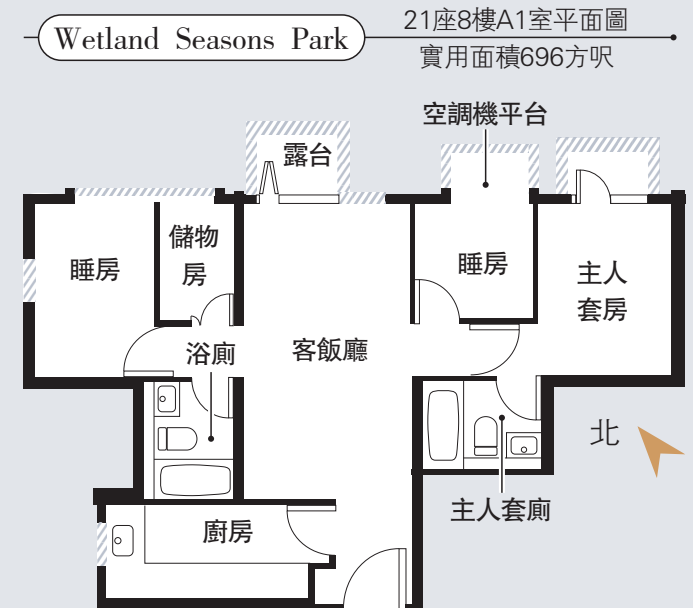 Wetland Seasons Park
21座8樓A1室平面圖
實用面積696方呎
空調機平台
露台
儲物
房
睡房
睡房
主人
套房
浴廁
客飯廳
北
主人套廁
廚房